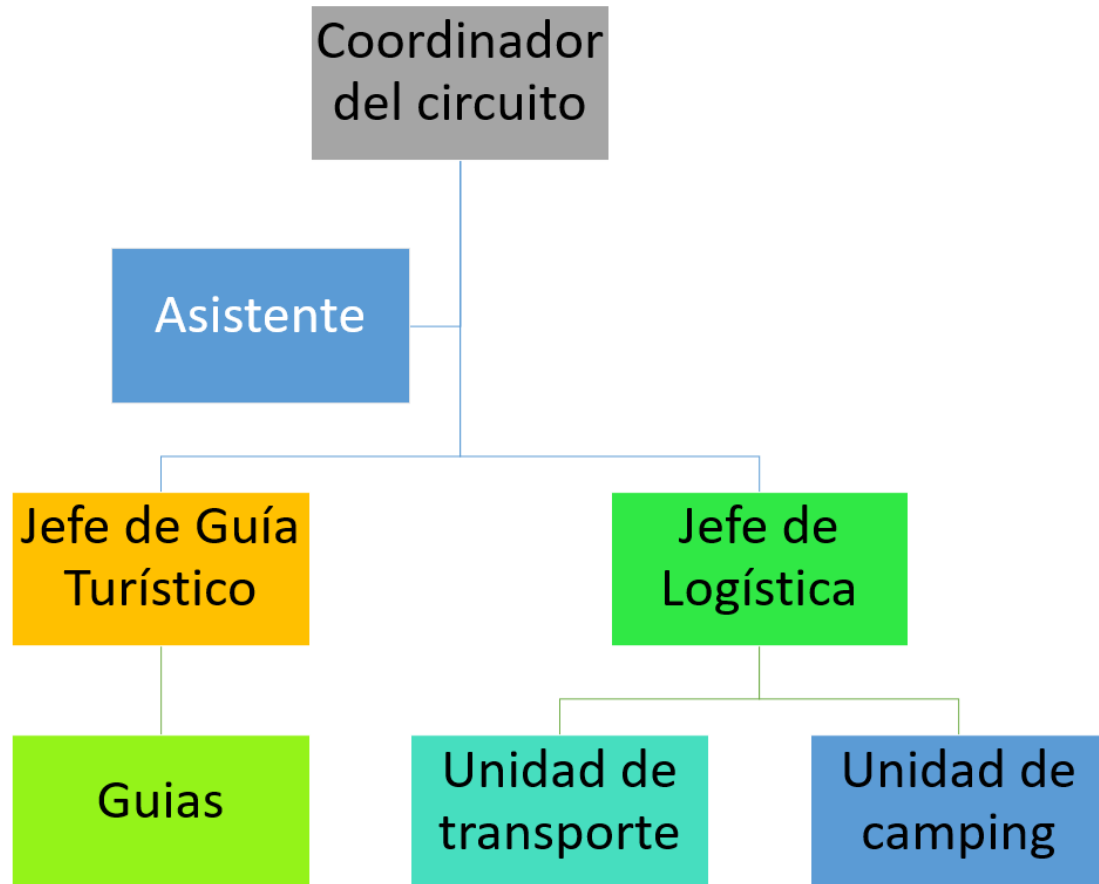 Coordinador
del circuito
Asistente
Jefe de Guía
Turístico
Jefe de
Logística
Guias
Unidad de
transporte
Unidad de
camping